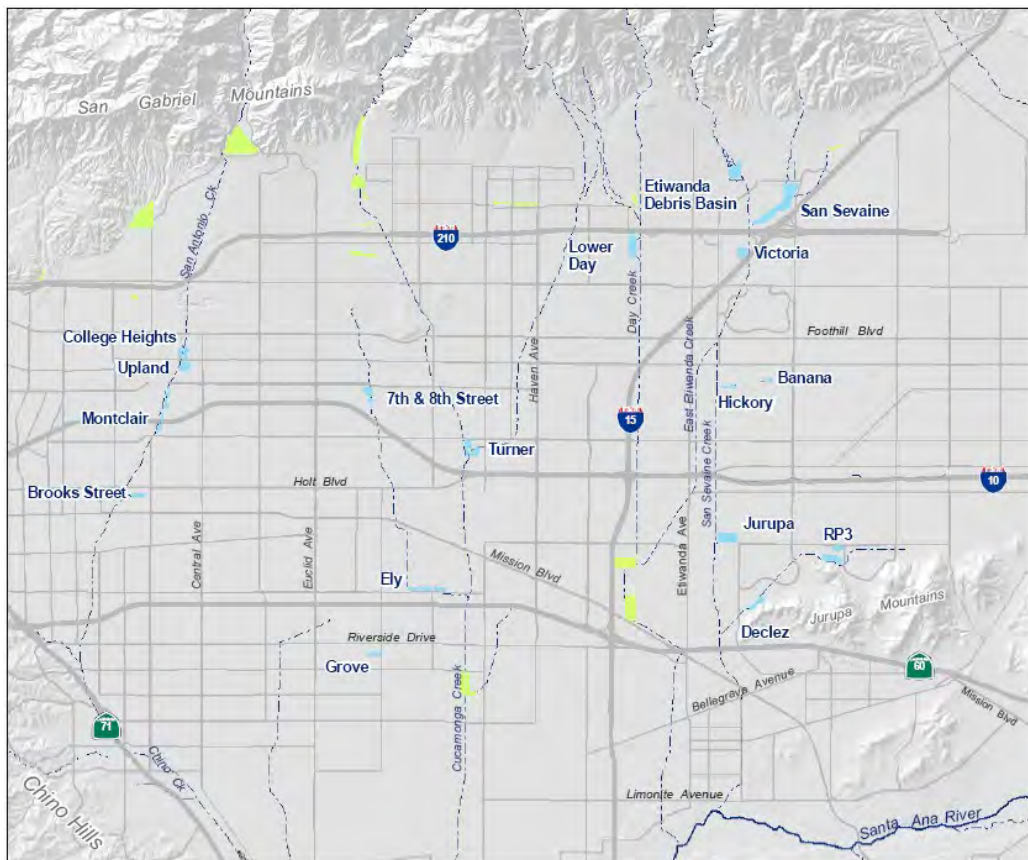 San Gabriel Mountains
San Antonio Ck
210
Etiwanda
Debris Basin
San Sevaine
Lower
Day
Victoria
Day Creek
East Etiwanda Creek
Haven Ave
Foothill Blvd
College Heights
Upland
Montclair
7th & 8th Street
Banana
Hickory
15
Turner
San Sevaine Creek
10
Brooks Street
Holt Blvd
Central Ave
Euclid Ave
Mission Blvd
Etiwanda Ave
Jurupa
RP3
Ely
Jurupa Mountains
Declez
Riverside Drive
Grove
60
Cucamonga Creek
Bellegrave Avenue
Mission Blvd
71
Chino Ck
Chino Hills
Limonite Avenue
Santa Ana River